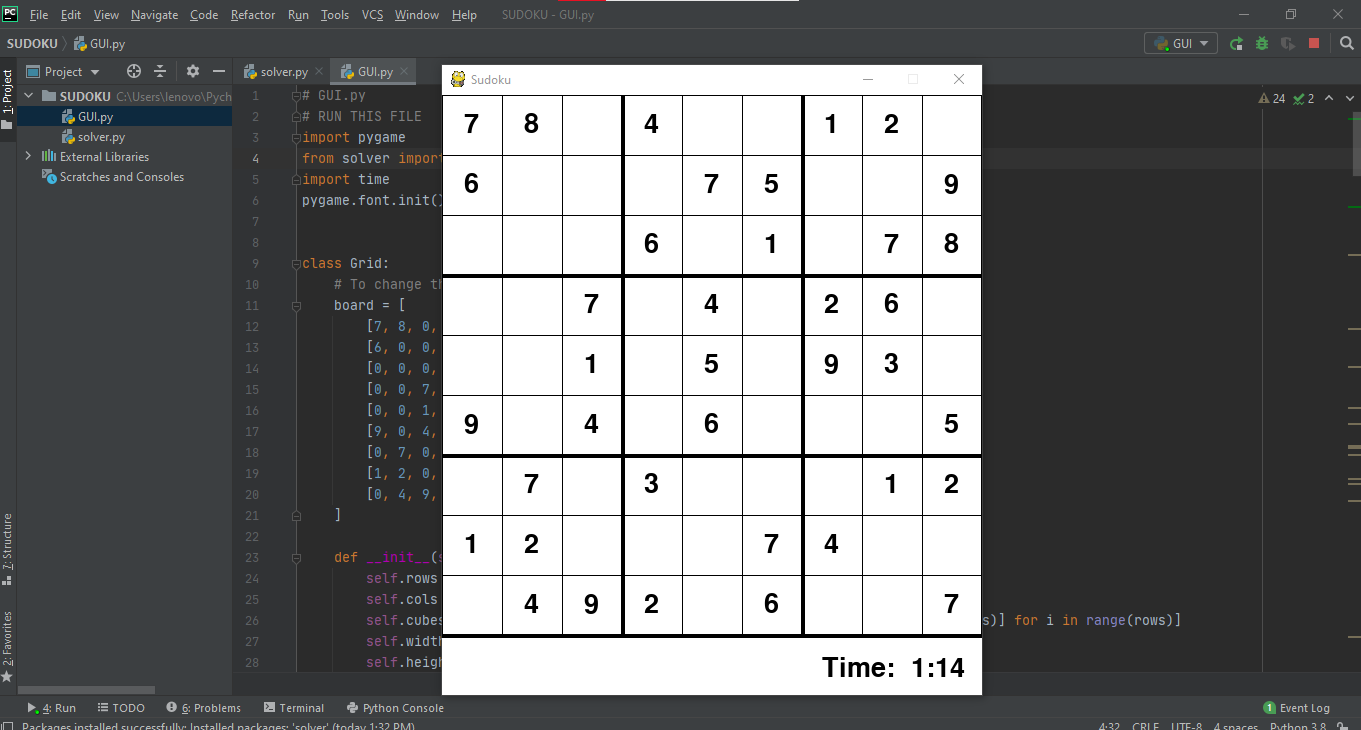 PC File Edit View Navigate Code Refactor Run Tools VCS Window Help SUDOKU - GUI.py
SUDOKU GUI.py GUI
1: Project
7: Structure
2: Favorites
Project
SUDOKU C:\Users\lenovo\Pych
GUI.py
solver.py
External Libraries
Scratches and Consoles
solver.py GUI.py
24 2
1 # GUI.py
2 # RUN THIS FILE
3 import pygame
4 from solver import
5 import time
6 pygame.font.init()
7
8
9 class Grid:
10 # To change th
11 board = [
12 [7, 8, 0,
13 [6, 0, 0,
14 [0, 0, 0,
15 [0, 0, 7,
16 [0, 0, 1,
17 [9, 0, 4,
18 [0, 7, 0,
19 [1, 2, 0,
20 [0, 4, 9,
21 ]
22
23 def __init__(s
24 self.rows
25 self.cols
26 self.cubes s)] for i in range(rows)]
27 self.width
28 self.heigh
Sudoku
7 8 4 1 2
6 7 5 9
6 1 7 8
7 4 2 6
1 5 9 3
9 4 6 5
7 3 1 2
1 2 7 4
4 9 2 6 7
Time: 1:14
4: Run TODO 6: Problems Terminal Python Console 1 Event Log
Packages installed successfully: Installed packages: 'solver' (today 1:32 PM) 4:32 CRLF UTF-8 4 spaces Python 3.8